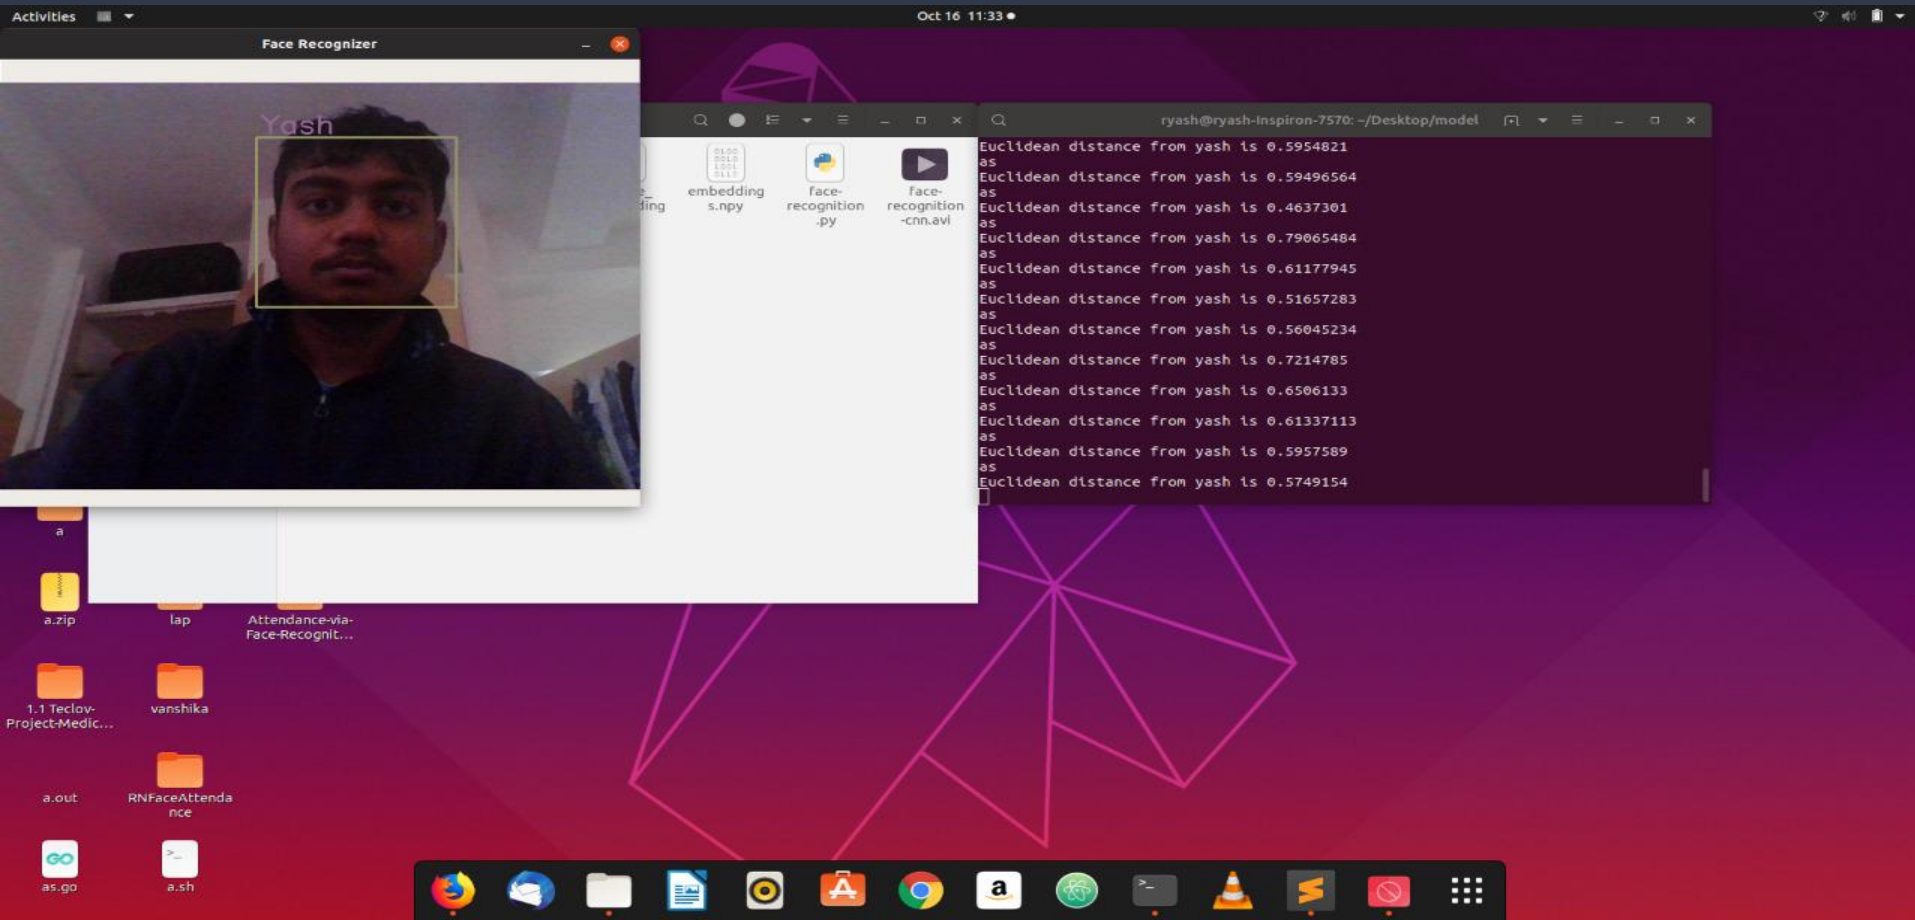 Activities
Oct 16 11:33
Face Recognizer
Yash
ryash@ryash-Inspiron-7570: ~/Desktop/model
embedding
s.npy
face-
recognition
.py
face-
recognition
-cnn.avi
Euclidean distance from yash is 0.5954821
as
Euclidean distance from yash is 0.59496564
as
Euclidean distance from yash is 0.4637301
as
Euclidean distance from yash is 0.79065484
as
Euclidean distance from yash is 0.61177945
as
Euclidean distance from yash is 0.51657283
as
Euclidean distance from yash is 0.56045234
as
Euclidean distance from yash is 0.7214785
as
Euclidean distance from yash is 0.6506133
as
Euclidean distance from yash is 0.61337113
as
Euclidean distance from yash is 0.5957589
as
Euclidean distance from yash is 0.5749154
a
a.zip
lap
Attendance-via-
Face-Recognit...
1.1 Teclov-
Project-Medic...
vanshika
a.out
RNFaceAttenda
nce
GO
as.go
>_
a.sh
a
>_